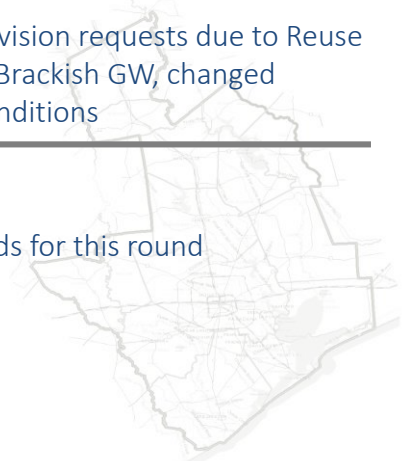 vision requests due to Reuse
Brackish GW, changed
nditions
ds for this round